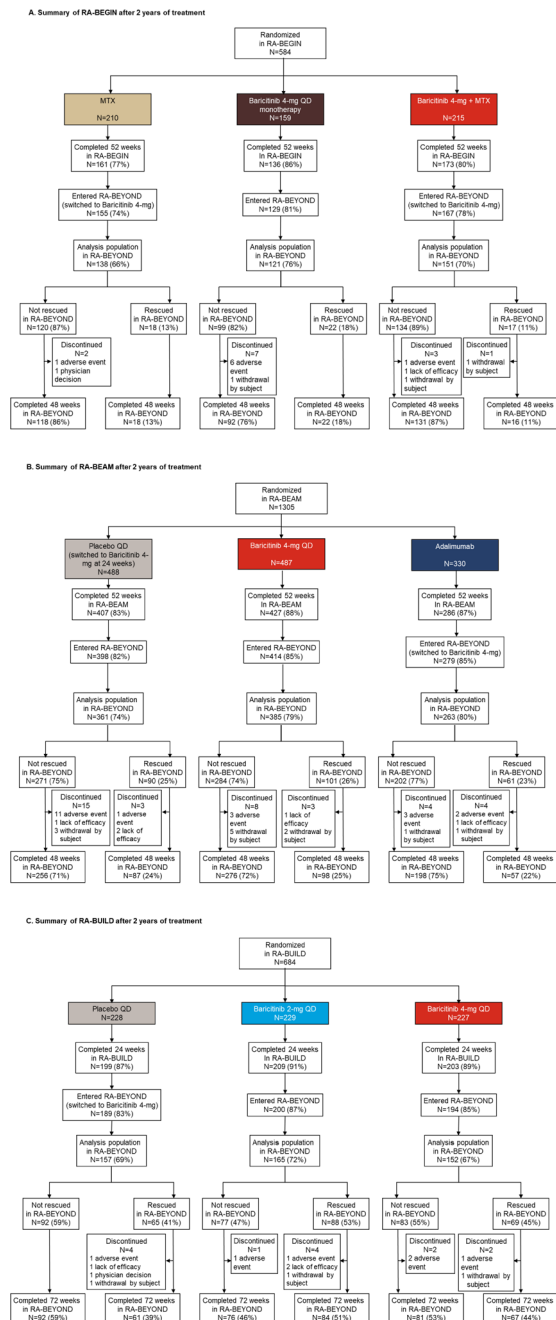 A. Summary of RA-BEGIN after 2 years of treatment
Randomized
in RA-BEGIN
N=584
MTX
N=210
Baricitinib 4-mg QD
monotherapy
N=159
Baricitinib 4-mg + MTX
N=215
Completed 52 weeks
in RA-BEGIN
N=161 (77%)
Completed 52 weeks
In RA-BEGIN
N=136 (86%)
Completed 52 weeks
in RA-BEGIN
N=173 (80%)
Entered RA-BEYOND
(switched to Baricitinib 4-mg)
N=155 (74%)
Entered RA-BEYOND
N=129 (81%)
Entered RA-BEYOND
(switched to Baricitinib 4-mg)
N=167 (78%)
Analysis population
in RA-BEYOND
N=138 (66%)
Analysis population
in RA-BEYOND
N=121 (76%)
Analysis population
in RA-BEYOND
N=151 (70%)
Not rescued
in RA-BEYOND
N=120 (87%)
Rescued
in RA-BEYOND
N=18 (13%)
Not rescued
in RA-BEYOND
N=99 (82%)
Rescued
in RA-BEYOND
N=22 (18%)
Not rescued
in RA-BEYOND
N=134 (89%)
Rescued
in RA-BEYOND
N=17 (11%)
Discontinued
N=2
1 adverse event
1 physician
decision
Discontinued
N=7
6 adverse
event
1 withdrawal
by subject
Discontinued
N=3
1 adverse event
1 lack of efficacy
1 withdrawal by
subject
Discontinued
N=1
1 withdrawal
by subject
Completed 48 weeks
in RA-BEYOND
N=118 (86%)
Completed 48 weeks
in RA-BEYOND
N=18 (13%)
Completed 48 weeks
in RA-BEYOND
N=92 (76%)
Completed 48 weeks
in RA-BEYOND
N=22 (18%)
Completed 48 weeks
in RA-BEYOND
N=131 (87%)
Completed 48 weeks
in RA-BEYOND
N=16 (11%)
B. Summary of RA-BEAM after 2 years of treatment
Randomized
in RA-BEAM
N=1305
Placebo QD
(switched to Baricitinib 4-
mg at 24 weeks)
N=488
Baricitinib 4-mg QD
N=487
Adalimumab
N=330
Completed 52 weeks
in RA-BEAM
N=407 (83%)
Completed 52 weeks
In RA-BEAM
N=427 (88%)
Completed 52 weeks
In RA-BEAM
N=286 (87%)
Entered RA-BEYOND
N=398 (82%)
Entered RA-BEYOND
N=414 (85%)
Entered RA-BEYOND
(switched to Baricitinib 4-mg)
N=279 (85%)
Analysis population
in RA-BEYOND
N=361 (74%)
Analysis population
in RA-BEYOND
N=385 (79%)
Analysis population
in RA-BEYOND
N=263 (80%)
Not rescued
in RA-BEYOND
N=271 (75%)
Rescued
in RA-BEYOND
N=90 (25%)
Not rescued
in RA-BEYOND
N=284 (74%)
Rescued
in RA-BEYOND
N=101 (26%)
Not rescued
in RA-BEYOND
N=202 (77%)
Rescued
in RA-BEYOND
N=61 (23%)
Discontinued
N=15
11 adverse event
1 lack of efficacy
3 withdrawal by
subject
Discontinued
N=3
1 adverse
event
2 lack of
efficacy
Discontinued
N=8
3 adverse
event
5 withdrawal
by subject
Discontinued
N=3
1 lack of
efficacy
2 withdrawal
by subject
Discontinued
N=4
3 adverse
event
1 withdrawal
by subject
Discontinued
N=4
2 adverse event
1 lack of efficacy
1 withdrawal by
subject
Completed 48 weeks
in RA-BEYOND
N=256 (71%)
Completed 48 weeks
in RA-BEYOND
N=87 (24%)
Completed 48 weeks
in RA-BEYOND
N=276 (72%)
Completed 48 weeks
in RA-BEYOND
N=98 (25%)
Completed 48 weeks
in RA-BEYOND
N=198 (75%)
Completed 48 weeks
in RA-BEYOND
N=57 (22%)
C. Summary of RA-BUILD after 2 years of treatment
Randomized
in RA-BUILD
N=684
Placebo QD
N=228
Baricitinib 2-mg QD
N=229
Baricitinib 4-mg QD
N=227
Completed 24 weeks
in RA-BUILD
N=199 (87%)
Completed 24 weeks
In RA-BUILD
N=209 (91%)
Completed 24 weeks
In RA-BUILD
N=203 (89%)
Entered RA-BEYOND
(switched to Baricitinib 4-mg)
N=189 (83%)
Entered RA-BEYOND
N=200 (87%)
Entered RA-BEYOND
N=194 (85%)
Analysis population
in RA-BEYOND
N=157 (69%)
Analysis population
in RA-BEYOND
N=165 (72%)
Analysis population
in RA-BEYOND
N=152 (67%)
Not rescued
in RA-BEYOND
N=92 (59%)
Rescued
in RA-BEYOND
N=65 (41%)
Not rescued
in RA-BEYOND
N=77 (47%)
Rescued
in RA-BEYOND
N=88 (53%)
Not rescued
in RA-BEYOND
N=83 (55%)
Rescued
in RA-BEYOND
N=69 (45%)
Discontinued
N=4
1 adverse event
1 lack of efficacy
1 physician decision
1 withdrawal by subject
Discontinued
N=1
1 adverse
event
Discontinued
N=4
1 adverse event
2 lack of efficacy
1 withdrawal by
subject
Discontinued
N=2
2 adverse
event
Discontinued
N=2
1 adverse
event
1 withdrawal by
subject
Completed 72 weeks
in RA-BEYOND
N=92 (59%)
Completed 72 weeks
in RA-BEYOND
N=61 (39%)
Completed 72 weeks
in RA-BEYOND
N=76 (46%)
Completed 72 weeks
in RA-BEYOND
N=84 (51%)
Completed 72 weeks
in RA-BEYOND
N=81 (53%)
Completed 72 weeks
in RA-BEYOND
N=67 (44%)